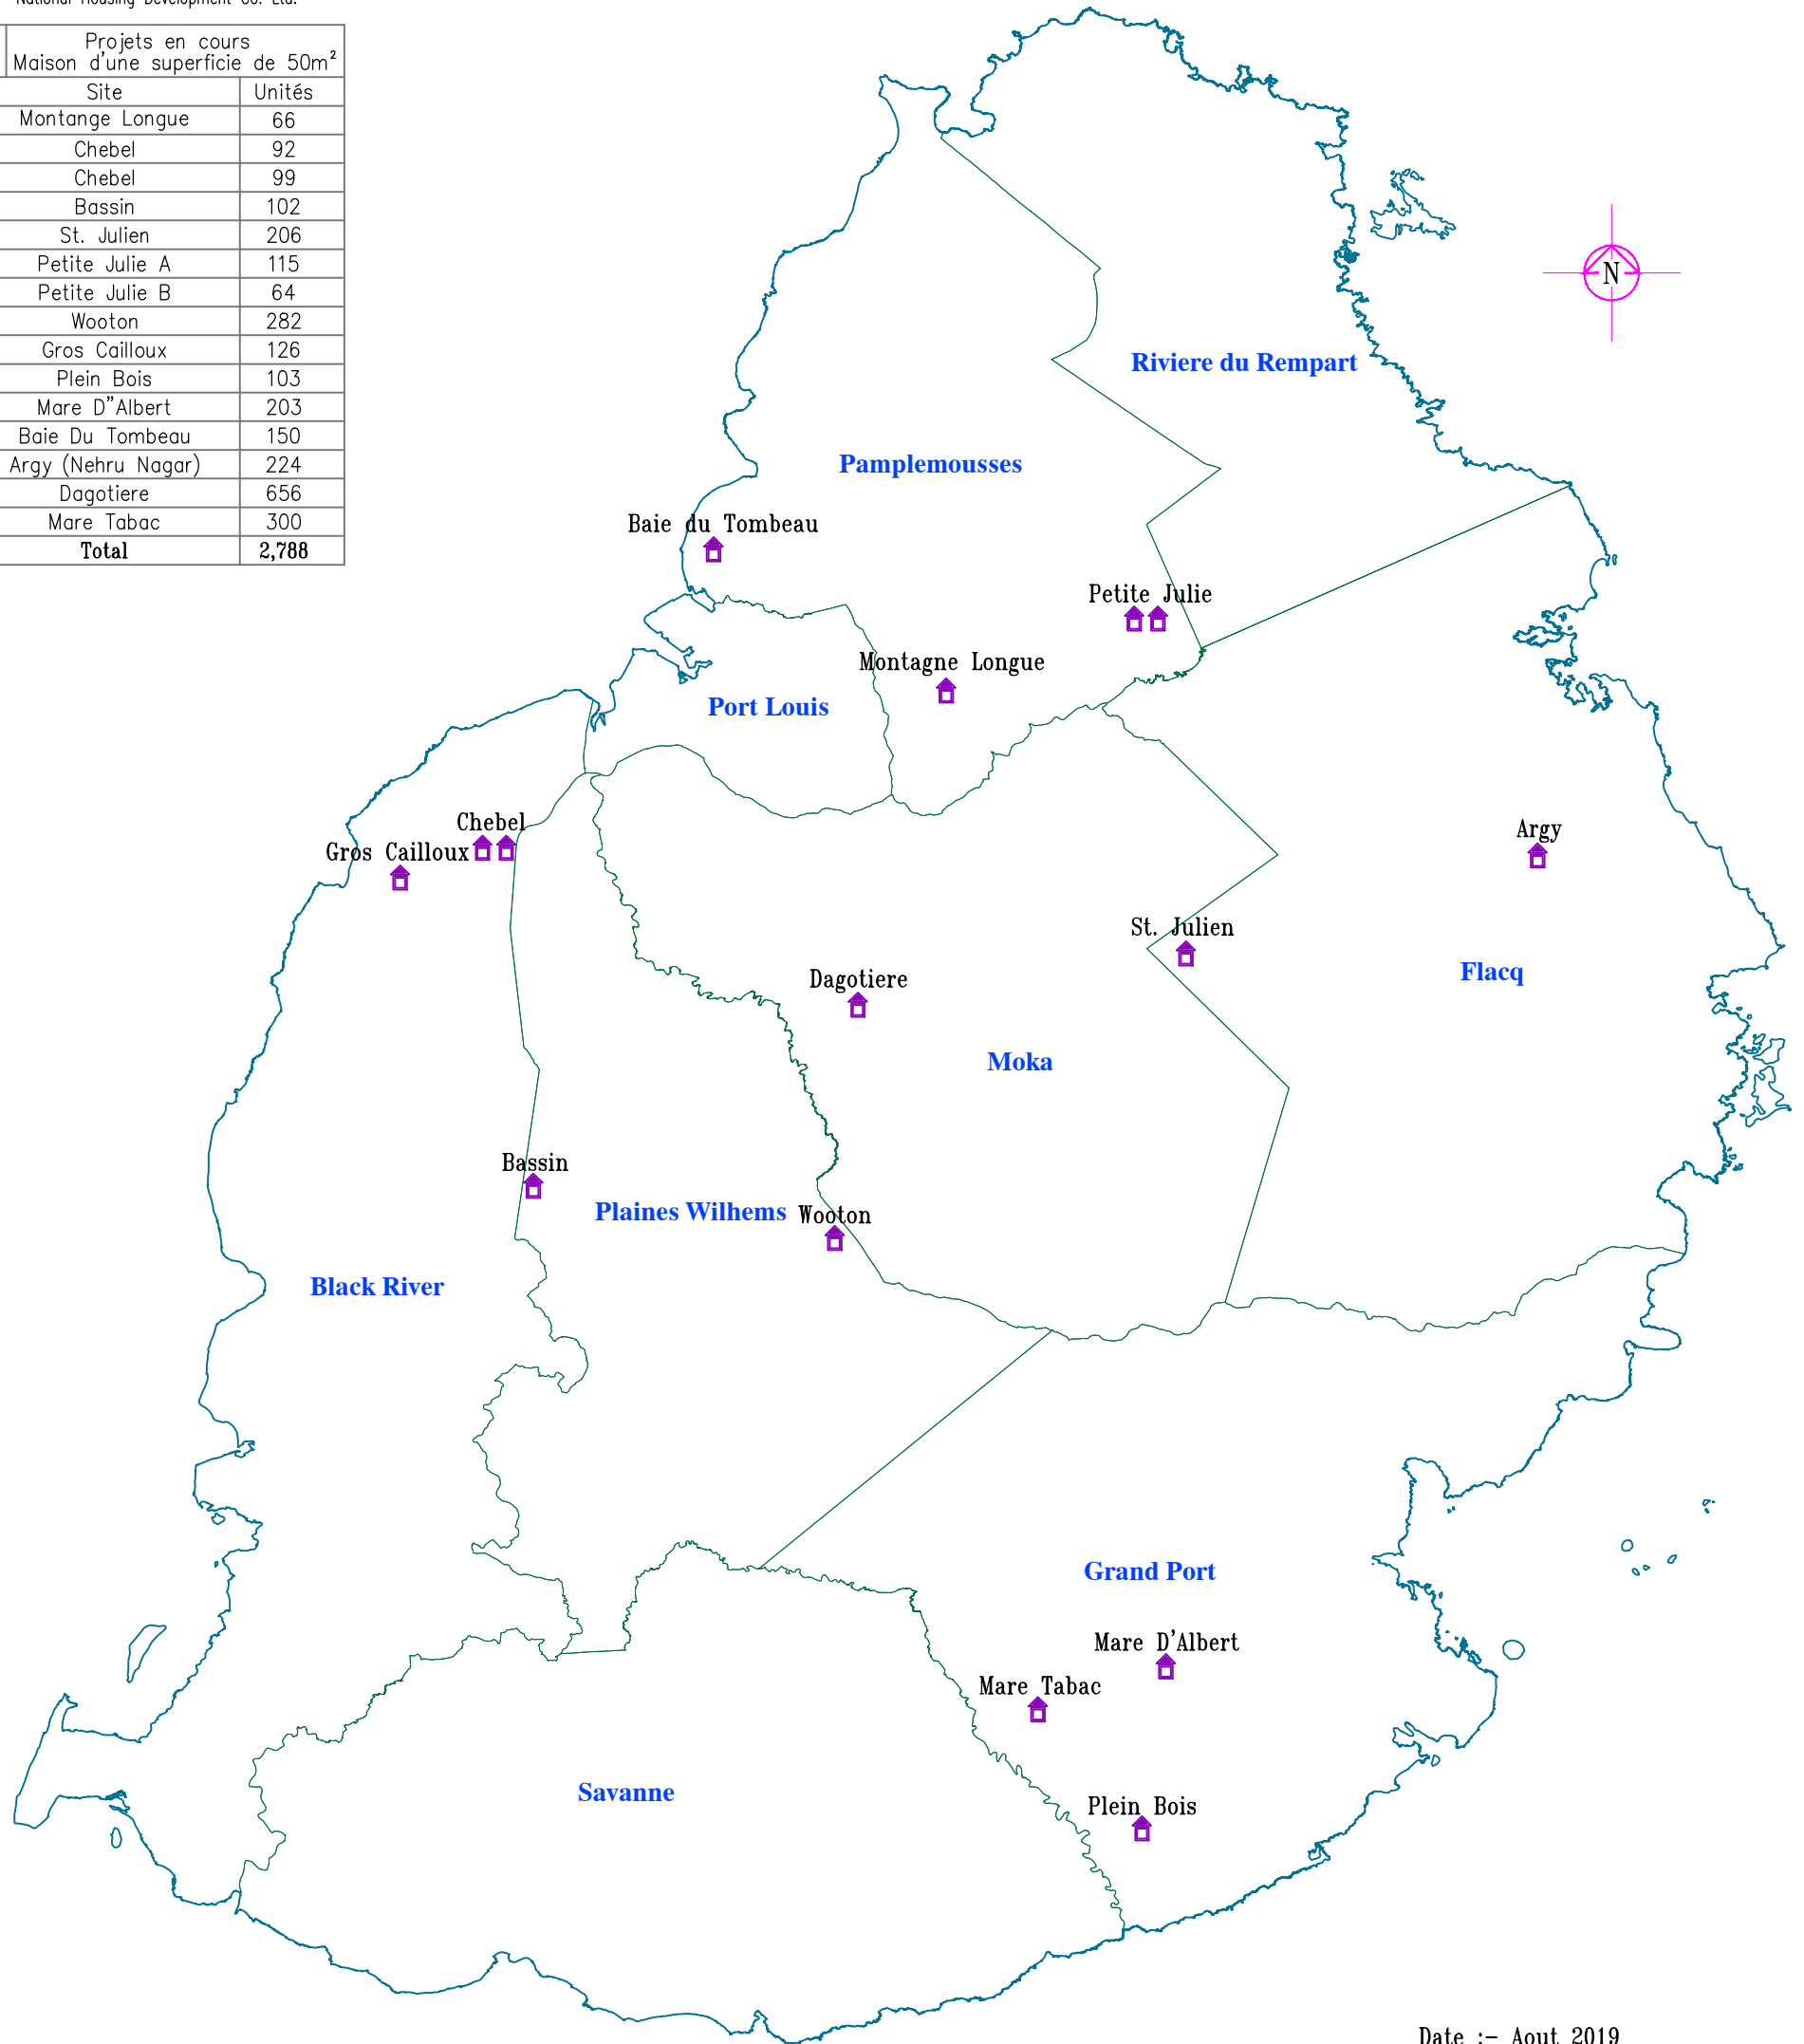 National Housing Development Co. Ltd.
Projets en cours
Maison d'une superficie de 50m²
Site Unités
Montange Longue 66
Chebel 92
Chebel 99
Bassin 102
St. Julien 206
Petite Julie A 115
Petite Julie B 64
Wooton 282
Gros Cailloux 126
Plein Bois 103
Mare D"Albert 203
Baie Du Tombeau 150
Argy (Nehru Nagar) 224
Dagotiere 656
Mare Tabac 300
Total 2,788
N
Riviere du Rempart
Pamplemousses
Baie du Tombeau
Petite Julie
Montagne Longue
Port Louis
Chebel
Argy
Gros Cailloux
St. Julien
Flacq
Dagotiere
Moka
Bassin
Plaines Wilhems
Wooton
Black River
Grand Port
Mare D'Albert
Mare Tabac
Savanne
Plein Bois
Date :- Aout 2019